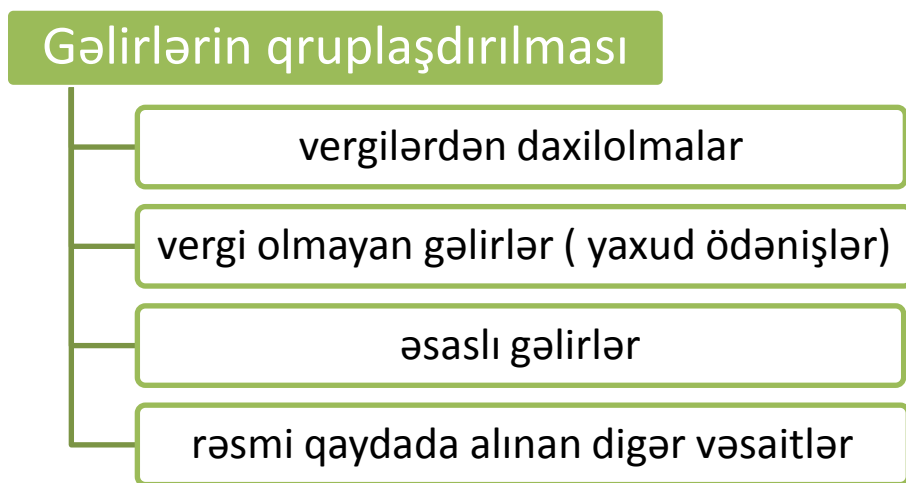 Gəlirlərin qruplaşdırılması
vergilərdən daxilolmalar
vergi olmayan gəlirlər ( yaxud ödənişlər)
əsaslı gəlirlər
rəsmi qaydada alınan digər vəsaitlər